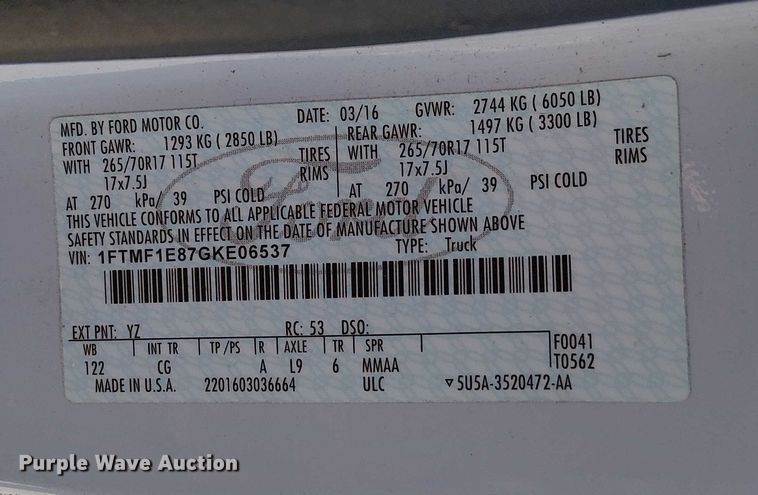 MFD. BY FORD MOTOR CO. DATE: 03/16 GVWR: 2744 KG ( 6050 LB)
FRONT GAWR: 1293 KG ( 2850 LB) REAR GAWR: 1497 KG ( 3300 LB)
WITH 265/70R17 115T TIRES WITH 265/70R17 115T TIRES
17x7.5J RIMS 17x7.5J RIMS
AT 270 kPa/ 39 PSI COLD AT 270 kPa/ 39 PSI COLD
THIS VEHICLE CONFORMS TO ALL APPLICABLE FEDERAL MOTOR VEHICLE
SAFETY STANDARDS IN EFFECT ON THE DATE OF MANUFACTURE SHOWN ABOVE
VIN: 1FTMF1E87GKE06537 TYPE: Truck
Ford
EXT PNT: YZ RC: 53 DSO:
WB INT TR TP/PS R AXLE TR SPR F0041
122 CG A L9 6 MMAA T0562
MADE IN U.S.A. 2201603036664 ULC ▽5U5A-3520472-AA
Purple Wave Auction